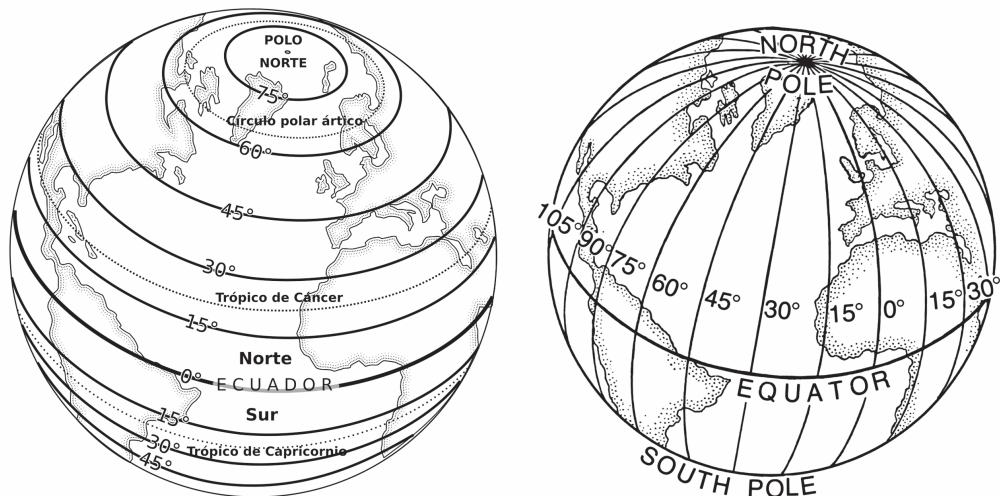 POLO
NORTE
75°
Círculo polar ártico
60°
45°
30°
Trópico de Cáncer
15°
Norte
0°
ECUADOR
15°
Sur
30°
Trópico de Capricornio
45°
NORTH
POLE
105°
90°
75°
60°
45°
30°
15°
0°
15°
30°
EQUATOR
SOUTH POLE